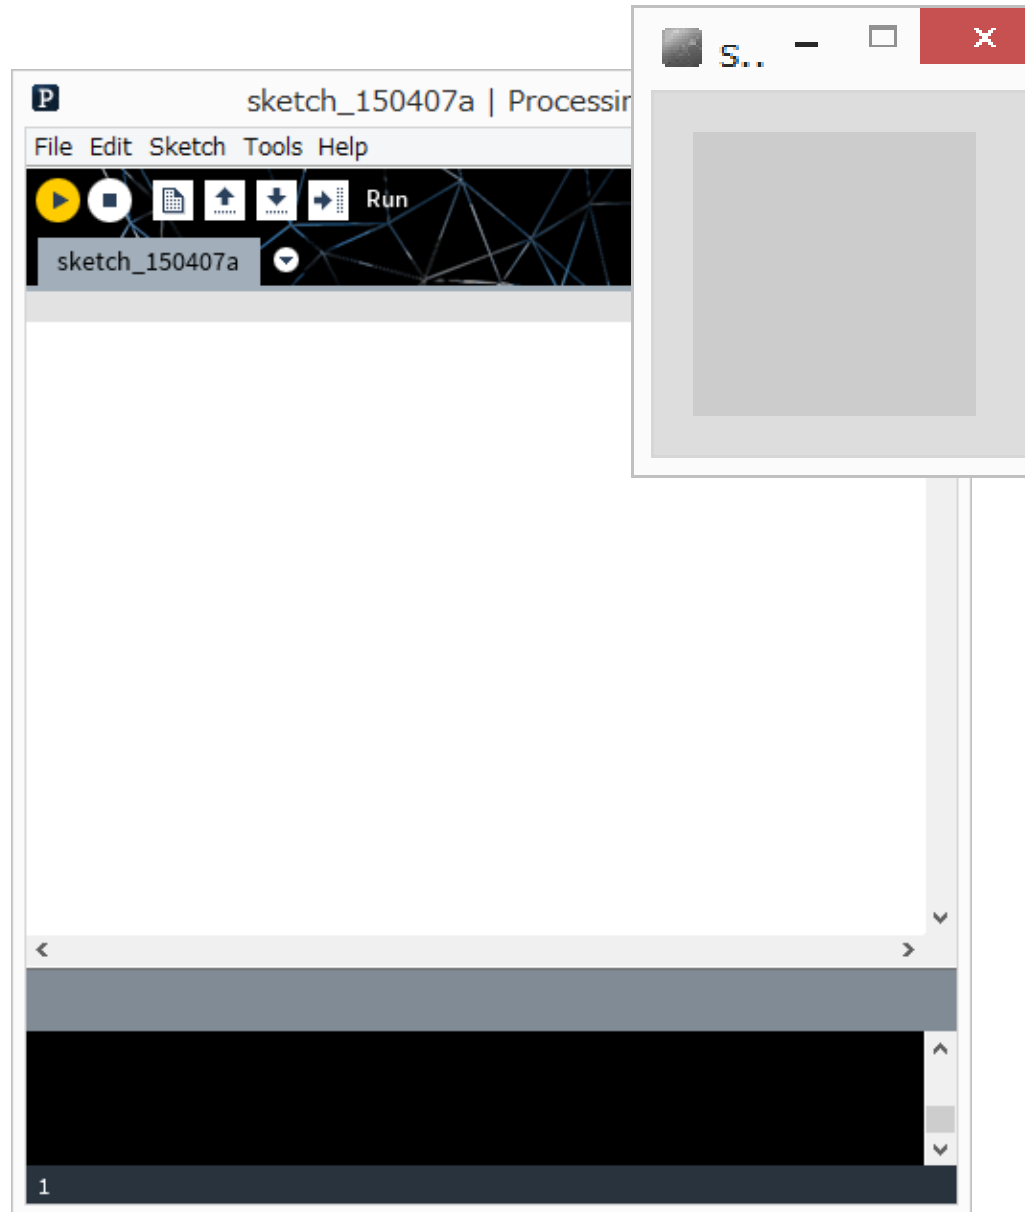 S..
P
sketch_150407a | Processin
File Edit Sketch Tools Help
Run
sketch_150407a
1